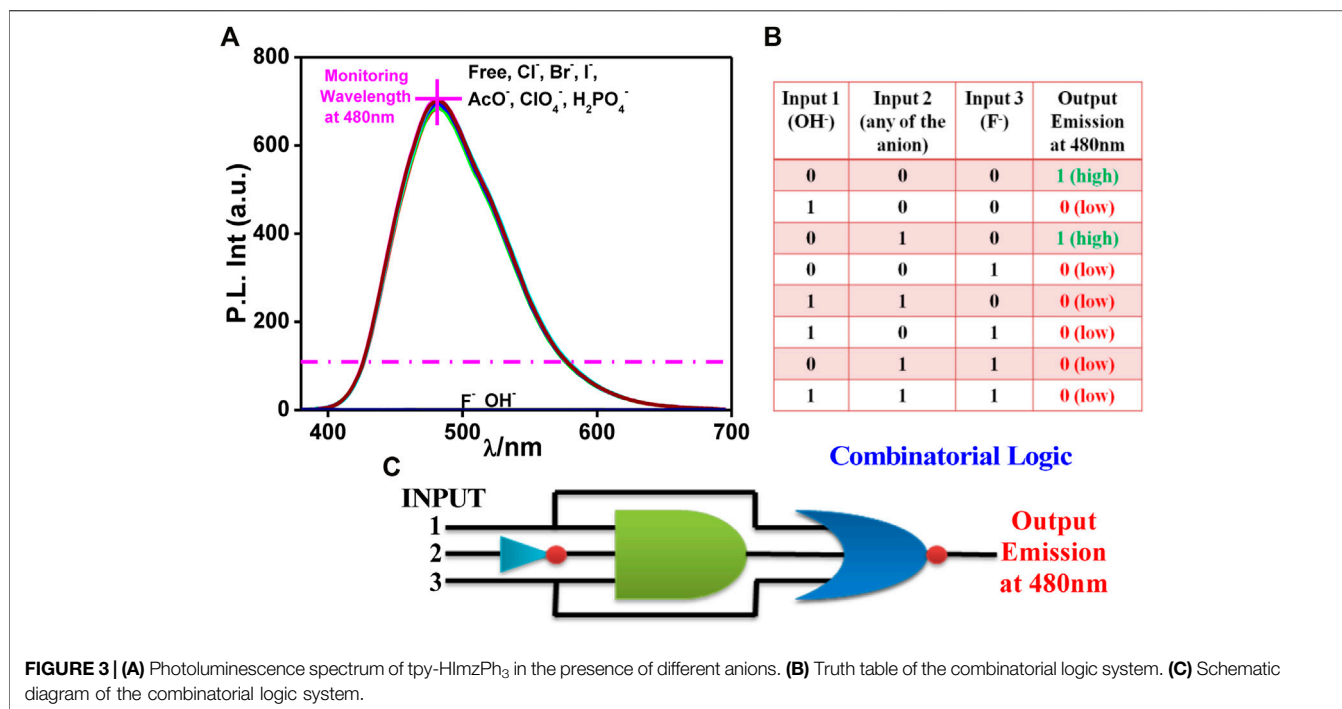 A
800
600
400
200
0
P.L. Int (a.u.)
Monitoring
Wavelength
at 480nm
Free, Cl⁻, Br⁻, I⁻,
AcO⁻, ClO₄⁻, H₂PO₄⁻
F⁻ OH⁻
400 500 600 700
λ/nm
B
Input 1 (OH⁻) Input 2 (any of the anion) Input 3 (F⁻) Output Emission at 480nm
0 0 0 1 (high)
1 0 0 0 (low)
0 1 0 1 (high)
0 0 1 0 (low)
1 1 0 0 (low)
1 0 1 0 (low)
0 1 1 0 (low)
1 1 1 0 (low)
Combinatorial Logic
C
INPUT
1
2
3
Output
Emission
at 480nm
FIGURE 3 | (A) Photoluminescence spectrum of tpy-HImzPh₃ in the presence of different anions. (B) Truth table of the combinatorial logic system. (C) Schematic
diagram of the combinatorial logic system.